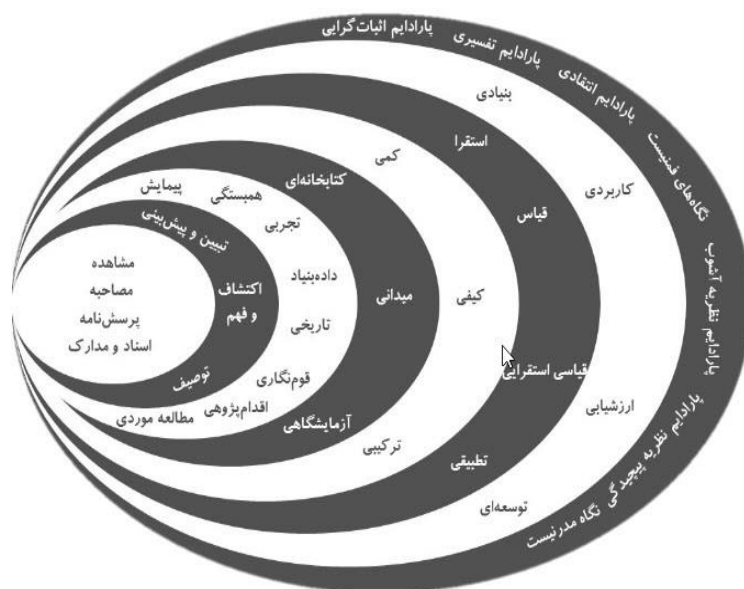 پارادایم اثبات‌گرایی
پارادایم تفسیری
پارادایم انتقادی
نگاه‌های فمنیست
پارادایم نظریه آشوب
پارادایم نظریه پیچیدگی
نگاه مدرنیست
بنیادی
کاربردی
ارزشیابی
توسعه‌ای
استقرا
قیاس
قیاسی استقرایی
تطبیقی
کمی
کیفی
ترکیبی
کتابخانه‌ای
میدانی
آزمایشگاهی
پیمایش
همبستگی
تجربی
داده‌بنیاد
تاریخی
قوم‌نگاری
اقدام‌پژوهی
مطالعه موردی
تبیین و پیش‌بینی
اکتشاف
و فهم
توصیف
مشاهده
مصاحبه
پرسش‌نامه
اسناد و مدارک